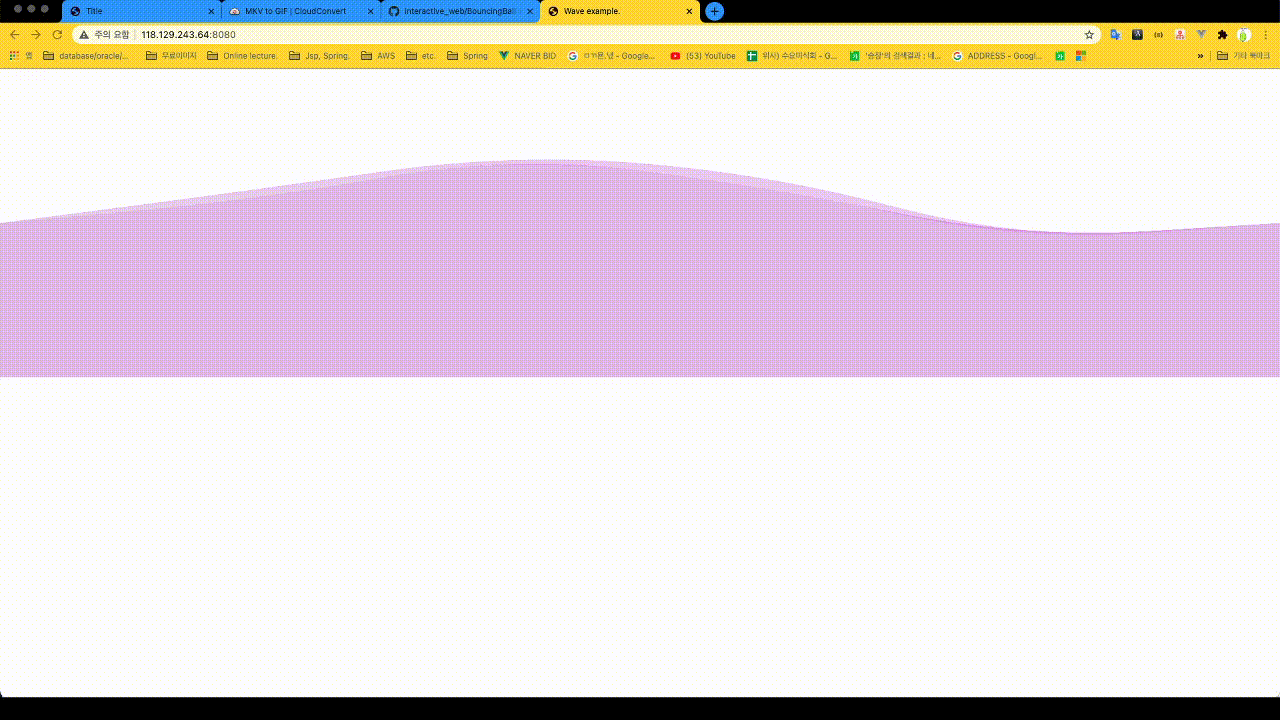 Title
MKV to GIF | CloudConvert
interactive_web/BouncingBall
Wave example.
주의 요함 118.129.243.64:8080
앱 database/oracle/... 무료이미지 Online lecture. Jsp, Spring. AWS etc. Spring NAVER BID - Google... (53) YouTube 위사) 수요미식회 - G... '송장'의 검색결과 : 네... ADDRESS - Googl... » 기타 북마크